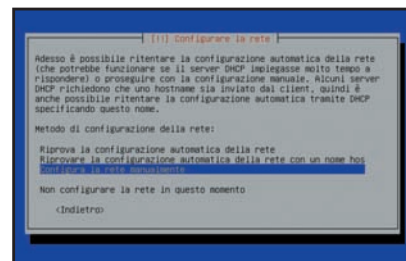 [!!] Configurare la rete
Adesso è possibile ritentare la configurazione automatica della rete
(che potrebbe funzionare se il server DHCP impiegasse molto tempo a
rispondere) o proseguire con la configurazione manuale. Alcuni server
DHCP richiedono che uno hostname sia inviato dal client, quindi è
anche possibile ritentare la configurazione automatica tramite DHCP
specificando questo nome.
Metodo di configurazione della rete:
Riprova la configurazione automatica della rete
Riprovare la configurazione automatica della rete con un nome hos
Configura la rete manualmente
Non configurare la rete in questo momento
<Indietro>